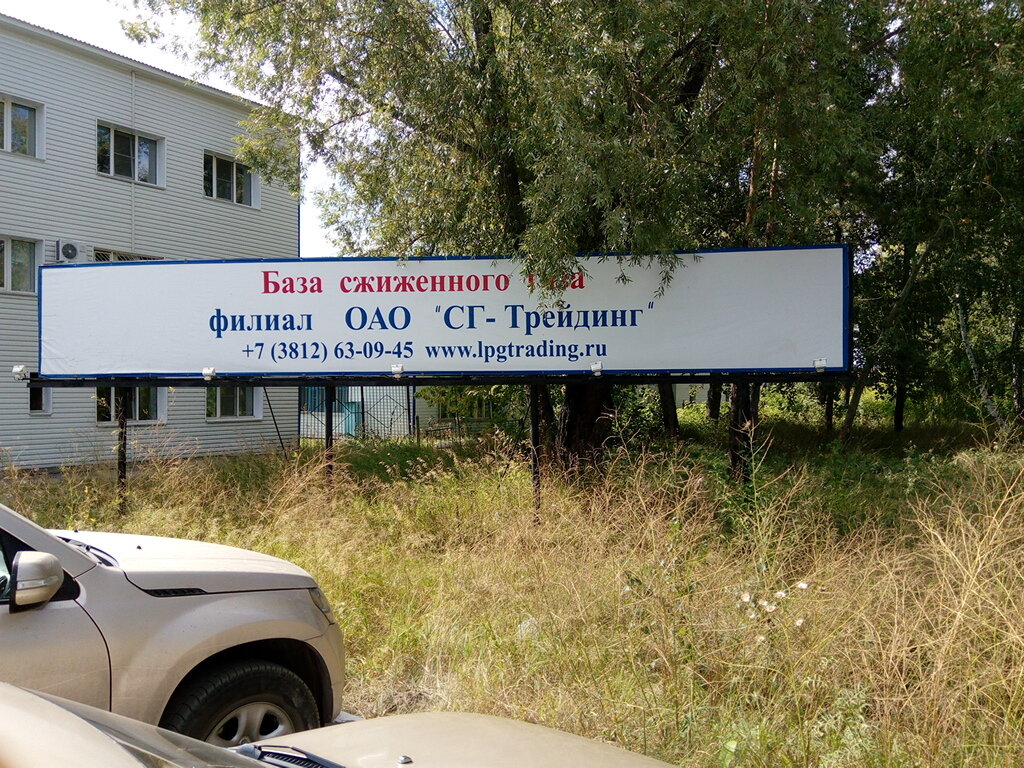 База сжиженного
филиал ОАО "СГ- Трейдинг"
+7 (3812) 63-09-45 www.lpgtrading.ru